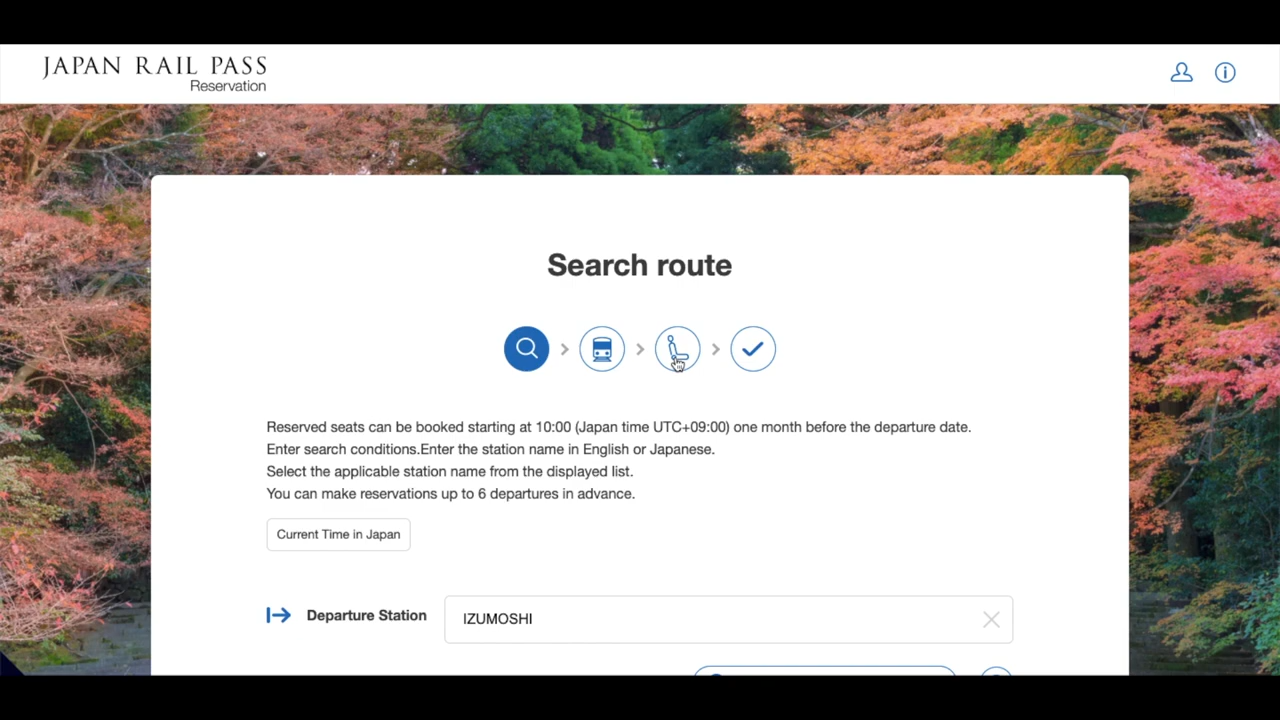 JAPAN RAIL PASS
Reservation
Search route
Reserved seats can be booked starting at 10:00 (Japan time UTC+09:00) one month before the departure date.
Enter search conditions.Enter the station name in English or Japanese.
Select the applicable station name from the displayed list.
You can make reservations up to 6 departures in advance.
Current Time in Japan
Departure Station
IZUMOSHI